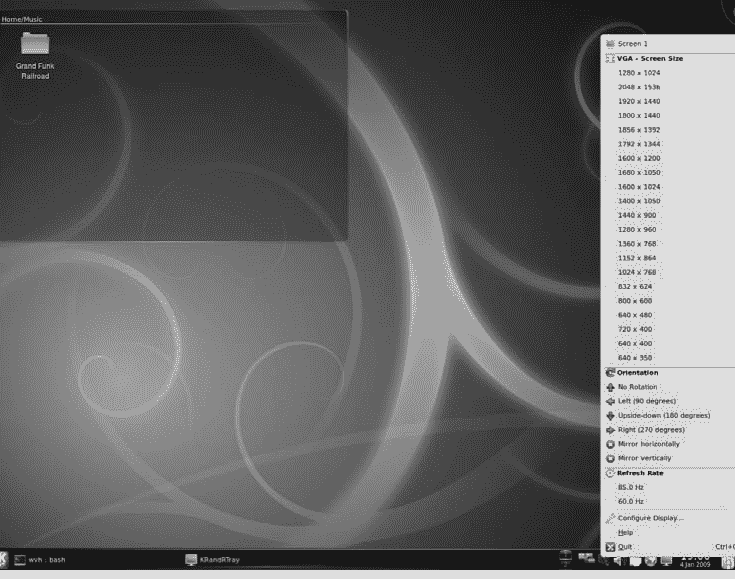 Home/Music
Grand Funk
Railroad
Screen 1
VGA - Screen Size
1280 x 1024
2048 x 1536
1920 x 1440
1800 x 1440
1856 x 1392
1792 x 1344
1600 x 1200
1680 x 1050
1600 x 1024
1400 x 1050
1440 x 900
1280 x 960
1360 x 768
1152 x 864
1024 x 768
832 x 624
800 x 600
640 x 480
720 x 400
640 x 400
640 x 350
Orientation
No Rotation
Left (90 degrees)
Upside-down (180 degrees)
Right (270 degrees)
Mirror horizontally
Mirror vertically
Refresh Rate
85.0 Hz
60.0 Hz
Configure Display...
Help
Quit
wvh : bash
KRandRTray
4 Jan 2009